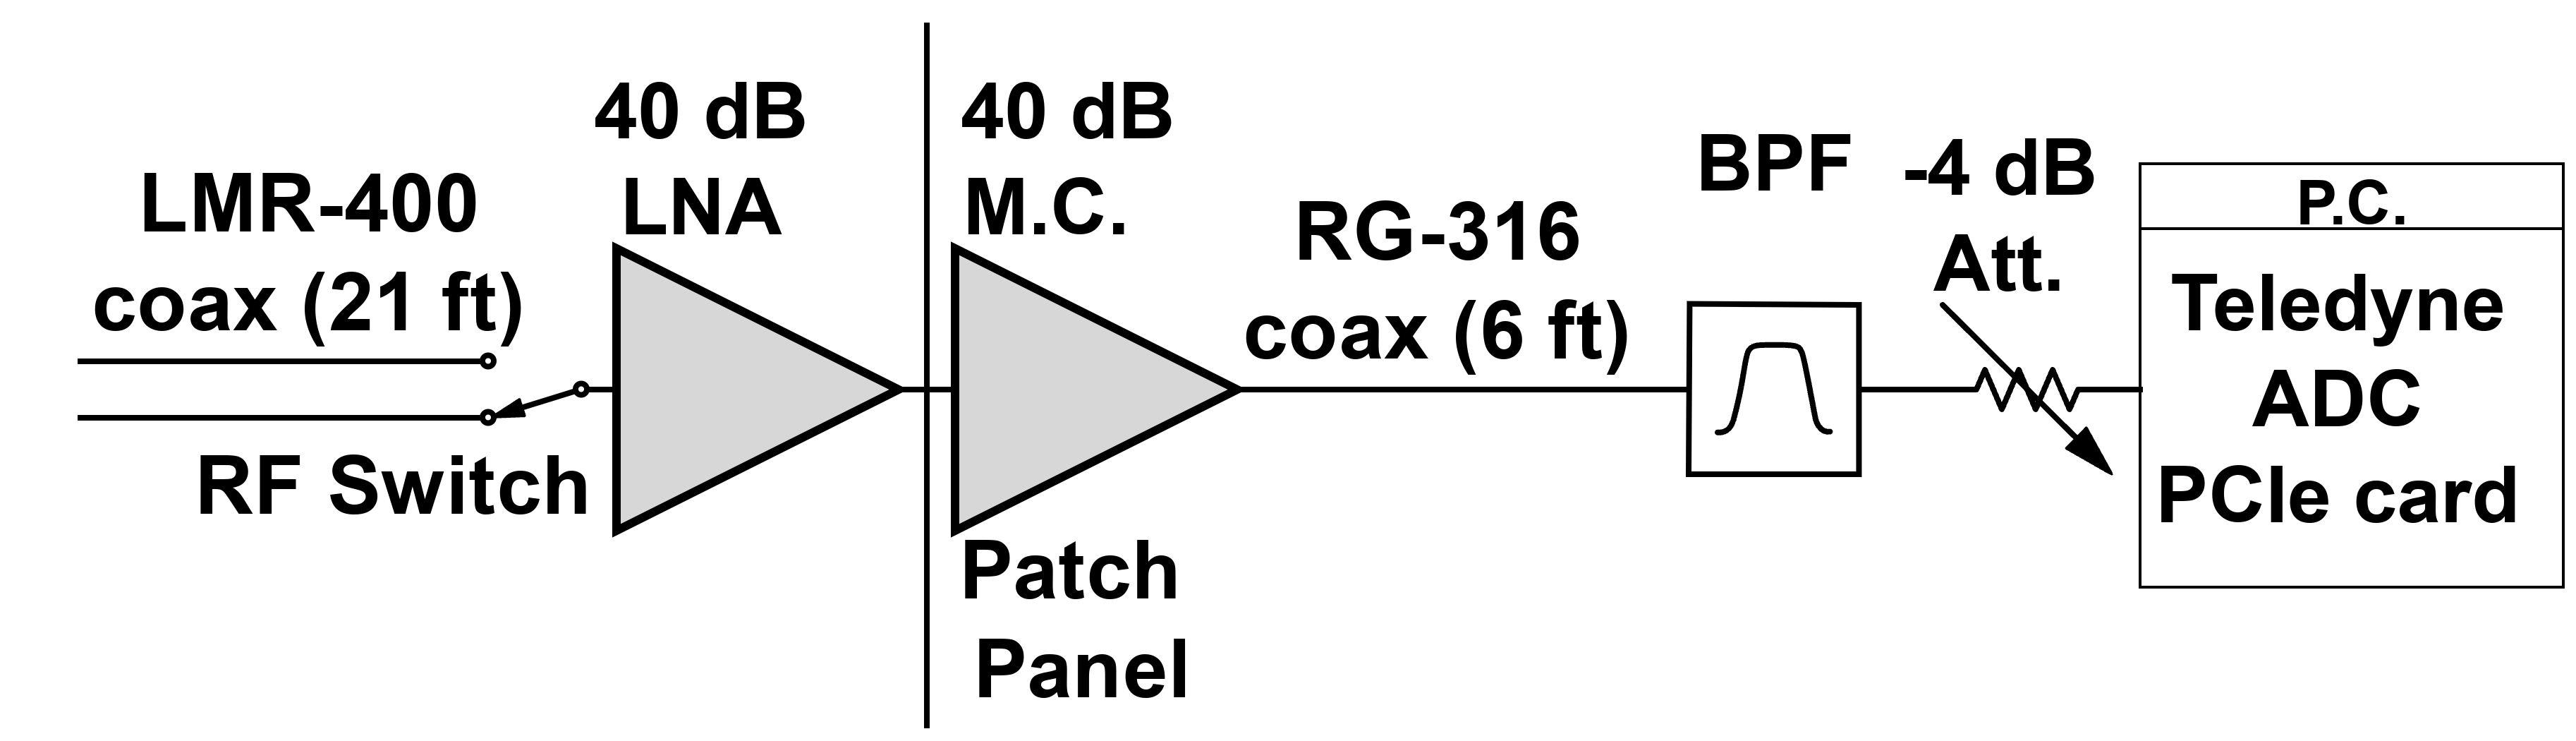 LMR-400
coax (21 ft)
RF Switch
40 dB
LNA
40 dB
M.C.
Patch
Panel
RG-316
coax (6 ft)
BPF
-4 dB
Att.
P.C.
Teledyne
ADC
PCIe card